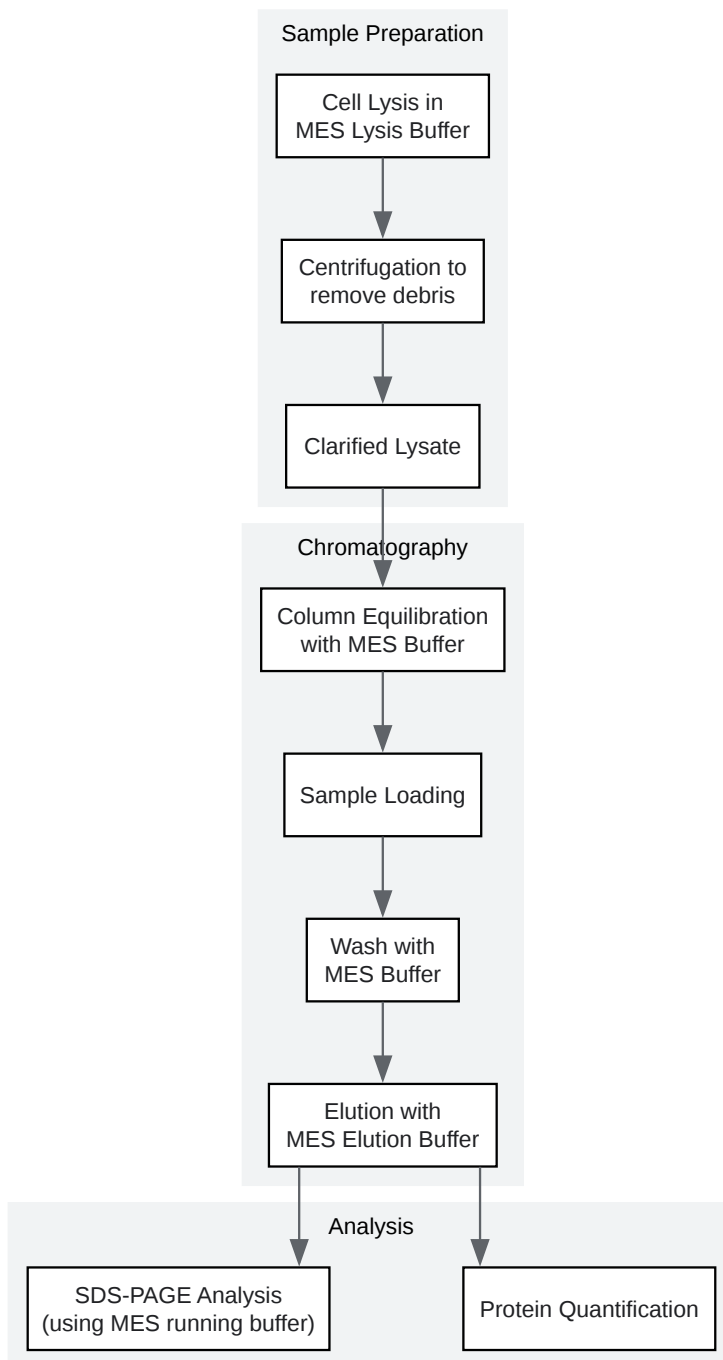 Sample Preparation
Cell Lysis in
MES Lysis Buffer
Centrifugation to
remove debris
Clarified Lysate
Chromatography
Column Equilibration
with MES Buffer
Sample Loading
Wash with
MES Buffer
Elution with
MES Elution Buffer
Analysis
SDS-PAGE Analysis
(using MES running buffer)
Protein Quantification